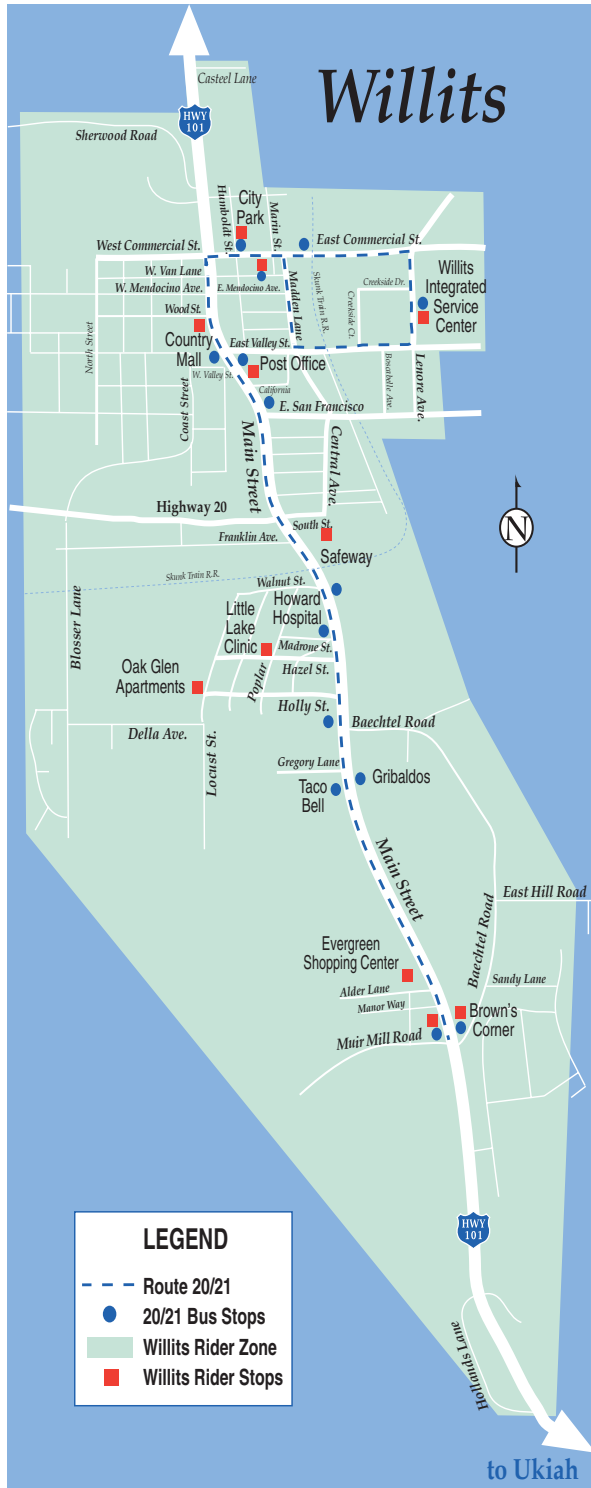 Willits
Casteel Lane
HWY
101
Sherwood Road
City
Park
Humboldt St.
Marin St.
West Commercial St.
East Commercial St.
W. Van Lane
W. Mendocino Ave.
E. Mendocino Ave.
Madden Lane
Skunk Train R.R.
Creekside Dr.
Creekside Ct.
Willits
Integrated
Service
Center
Wood St.
North Street
Country
Mall
East Valley St.
Post Office
W. Valley St.
California
Boscabelle Ave.
Lenore Ave.
Coast Street
E. San Francisco
Main Street
Central Ave.
Highway 20
South St.
Franklin Ave.
Safeway
N
Skunk Train R.R.
Walnut St.
Howard
Hospital
Little
Lake
Clinic
Madrone St.
Blosser Lane
Poplar
Hazel St.
Oak Glen
Apartments
Holly St.
Baechtel Road
Della Ave.
Locust St.
Gregory Lane
Gribaldos
Taco
Bell
Main Street
East Hill Road
Baechtel Road
Evergreen
Shopping Center
Sandy Lane
Alder Lane
Manor Way
Brown's
Corner
Muir Mill Road
HWY
101
LEGEND
Route 20/21
20/21 Bus Stops
Willits Rider Zone
Willits Rider Stops
Hollands Lane
to Ukiah